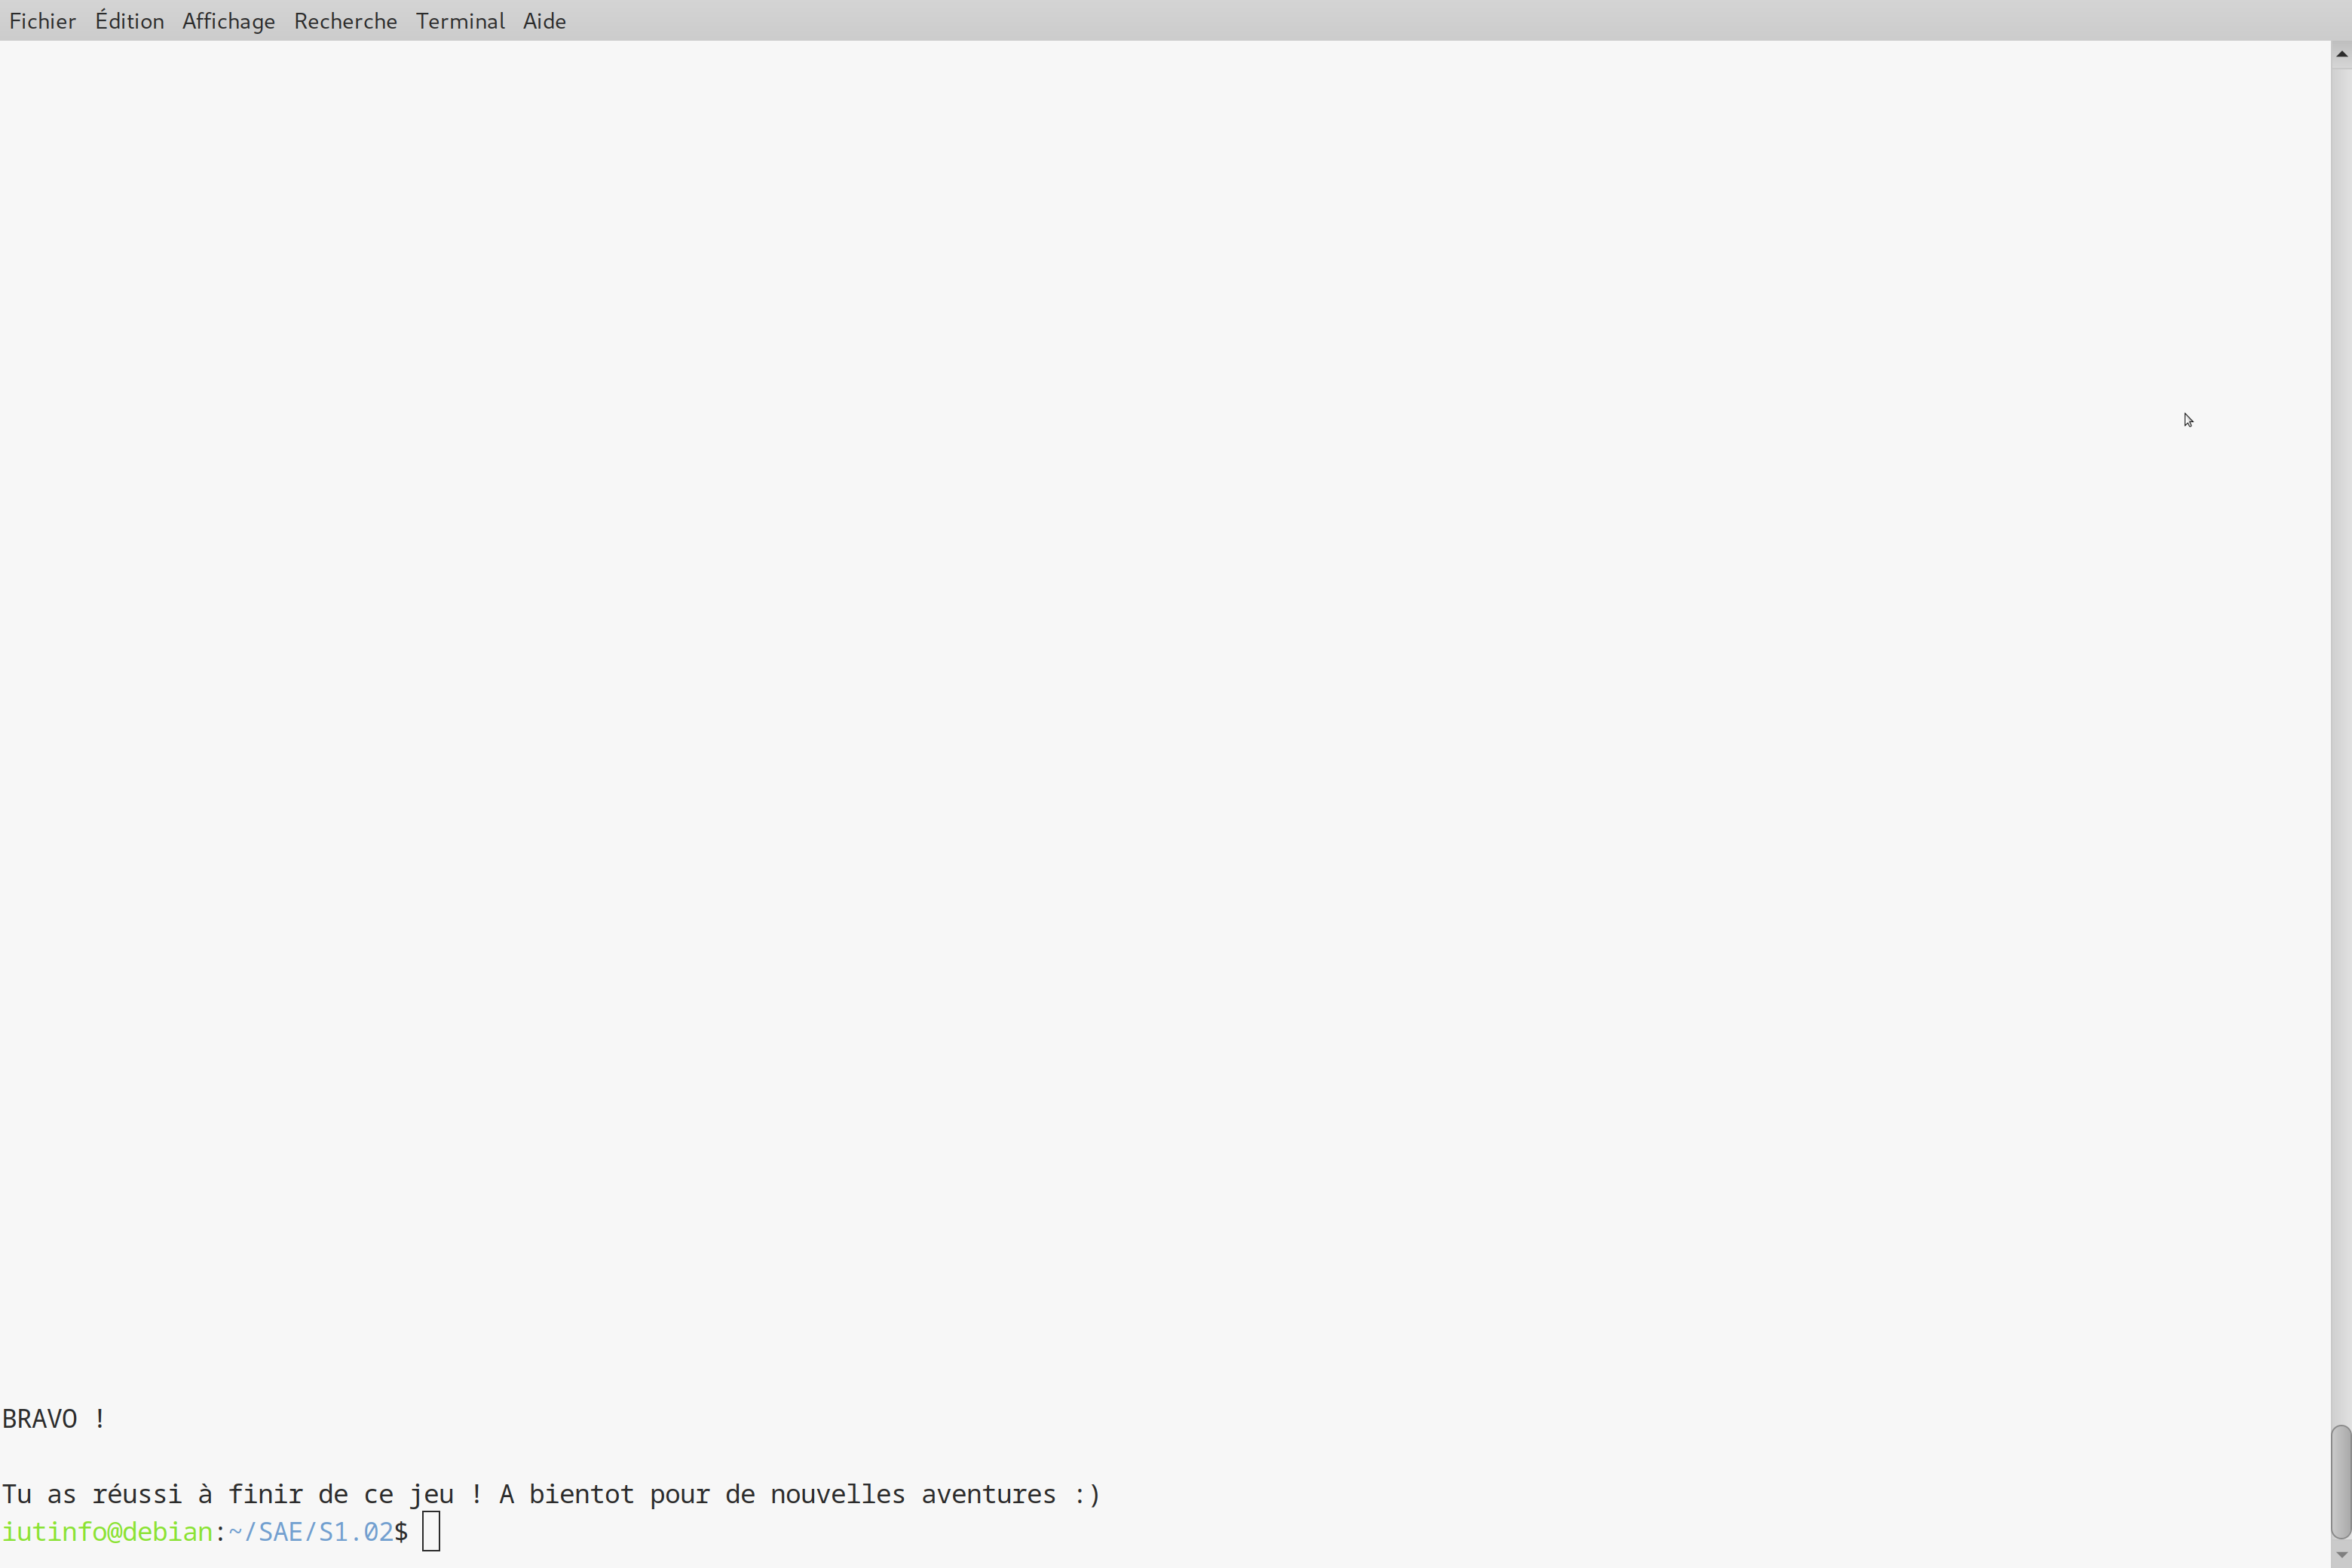 Fichier Édition Affichage Recherche Terminal Aide
BRAVO !
Tu as réussi à finir de ce jeu ! A bientot pour de nouvelles aventures :)
iutinfo@debian:~/SAE/S1.02$